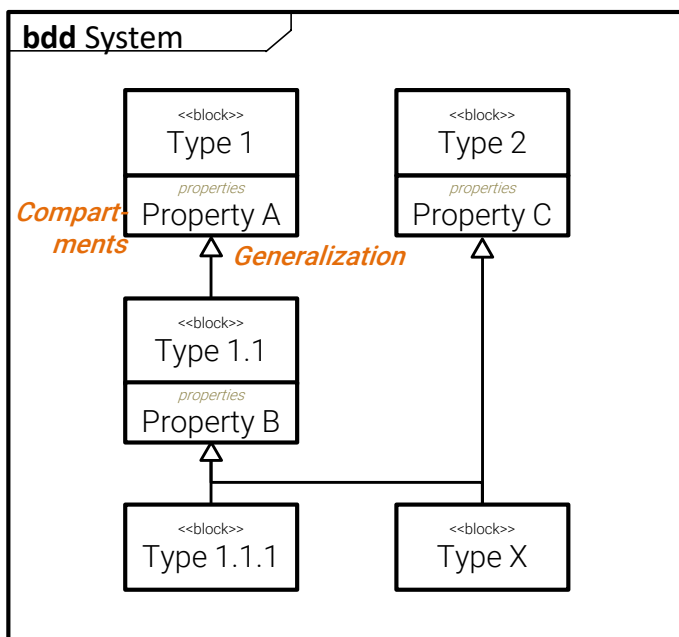 bdd System
<<block>>
Type 1
properties
Property A
<<block>>
Type 2
properties
Property C
Compart-
ments
Generalization
<<block>>
Type 1.1
properties
Property B
<<block>>
Type 1.1.1
<<block>>
Type X